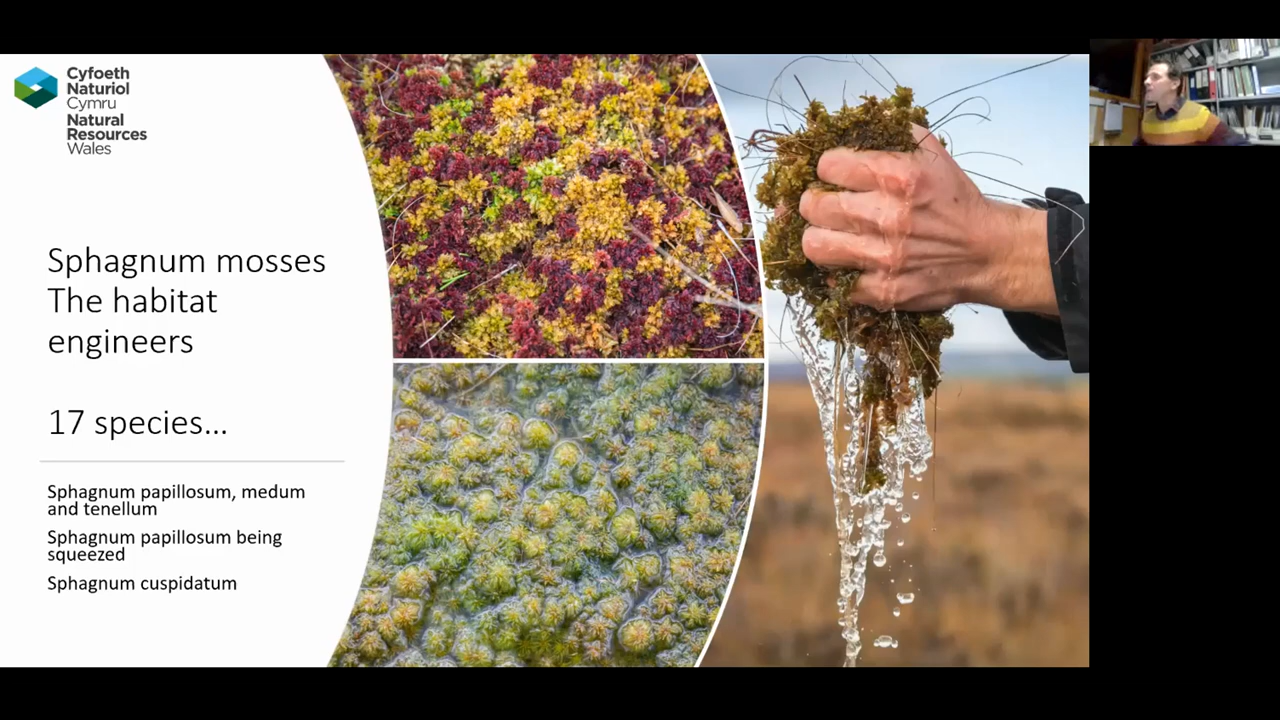 Cyfoeth
Naturiol
Cymru
Natural
Resources
Wales
Sphagnum mosses
The habitat
engineers
17 species...
Sphagnum papillosum, medum
and tenellum
Sphagnum papillosum being
squeezed
Sphagnum cuspidatum